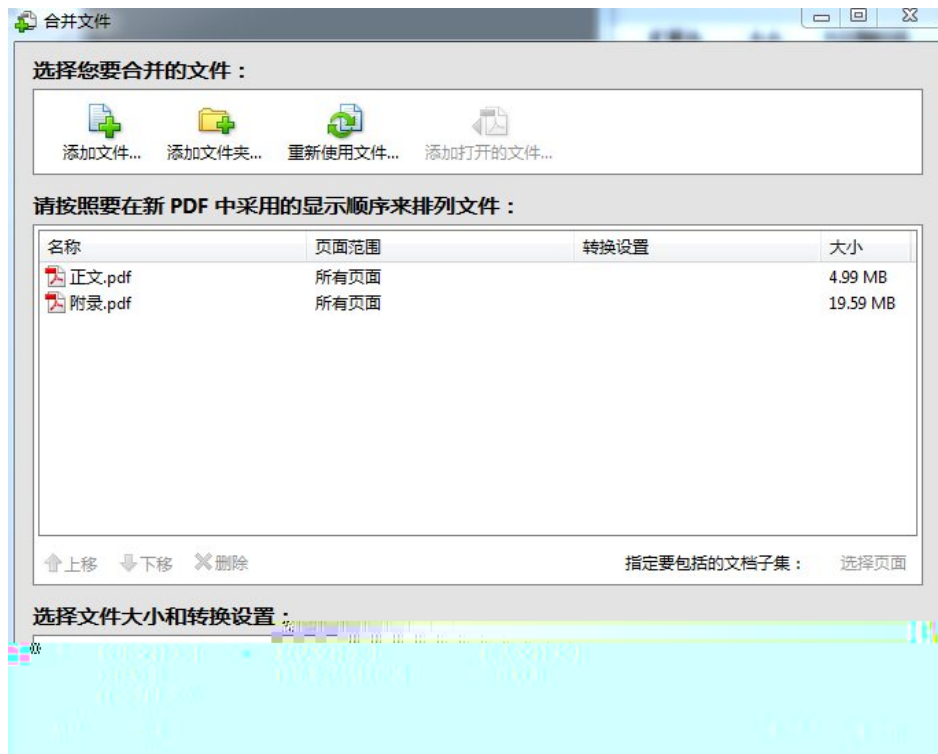 合并文件
选择您要合并的文件：
添加文件... 添加文件夹... 重新使用文件... 添加打开的文件...
请按照要在新 PDF 中采用的显示顺序来排列文件：
名称 页面范围 转换设置 大小
正文.pdf 所有页面 4.99 MB
附录.pdf 所有页面 19.59 MB
上移 下移 删除 指定要包括的文档子集： 选择页面
选择文件大小和转换设置：